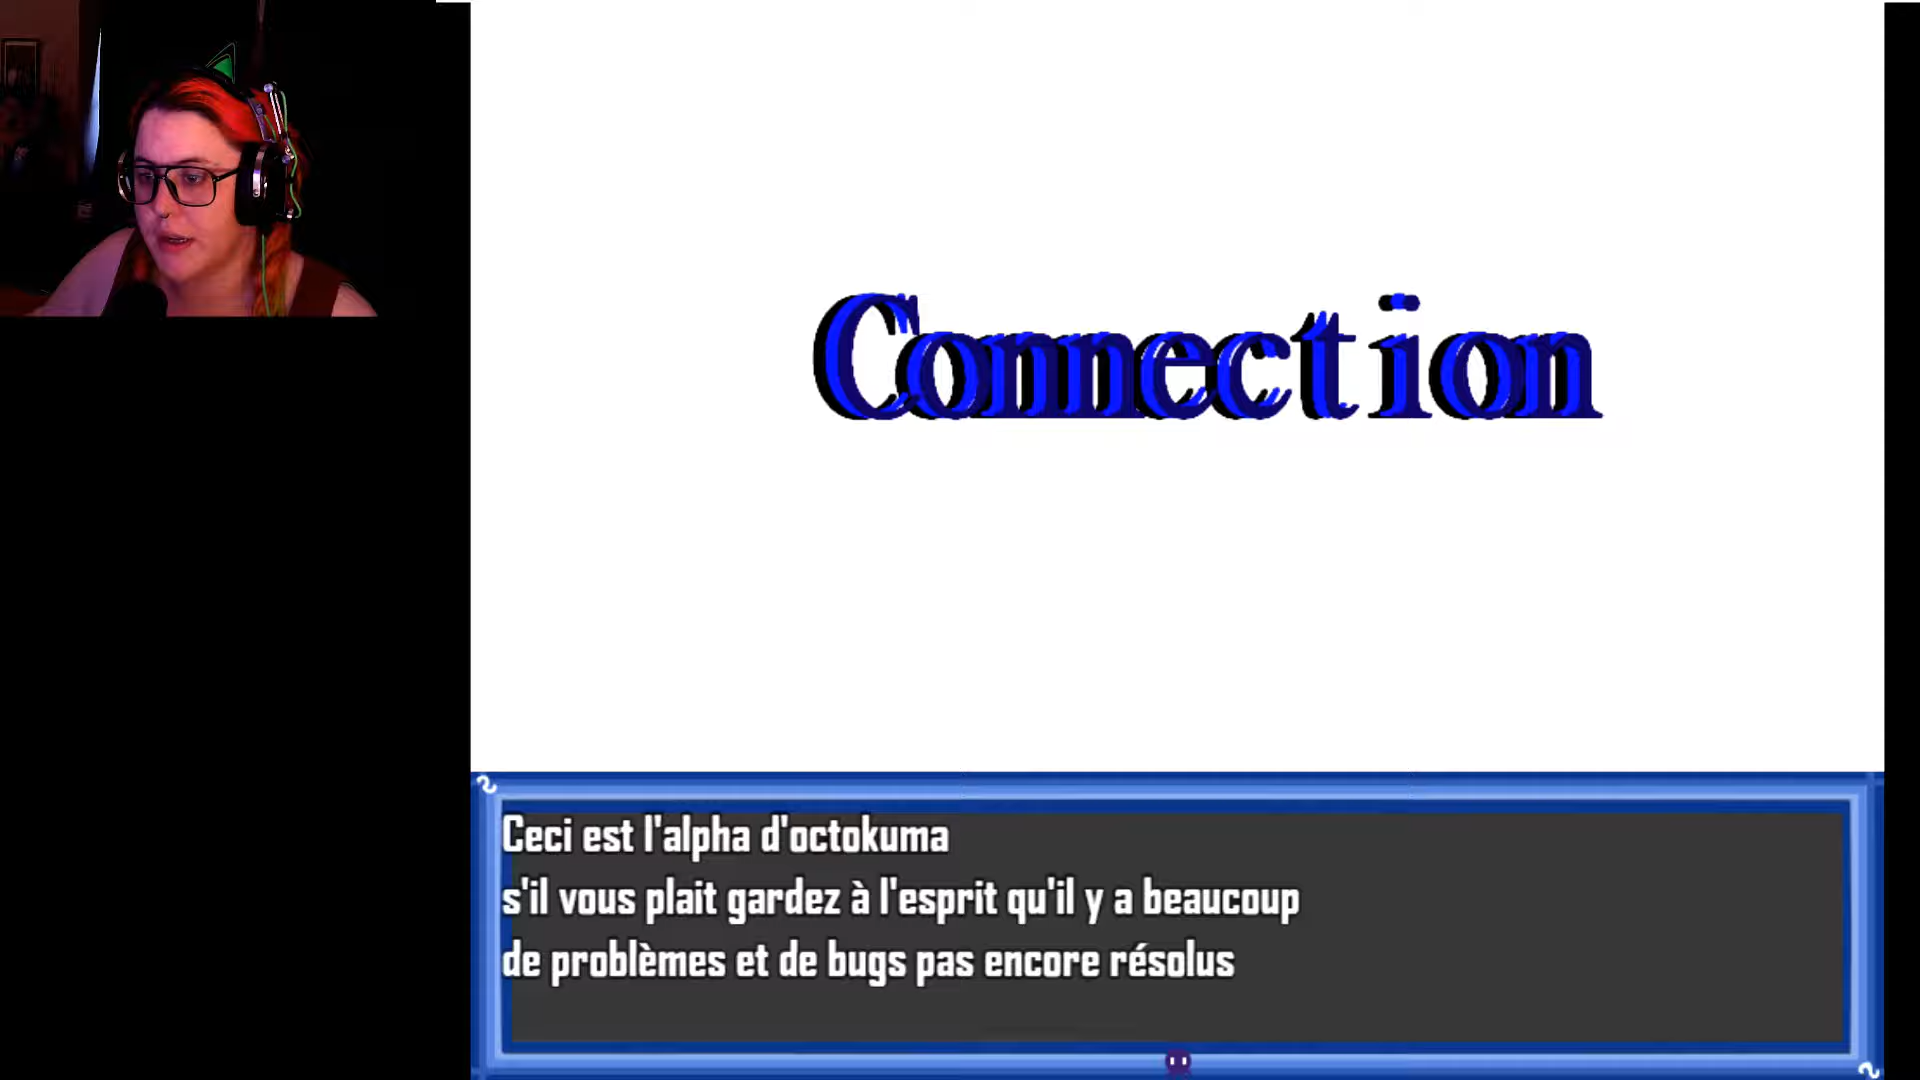 Connection
Ceci est l'alpha d'octokuma
s'il vous plait gardez à l'esprit qu'il y a beaucoup
de problèmes et de bugs pas encore résolus